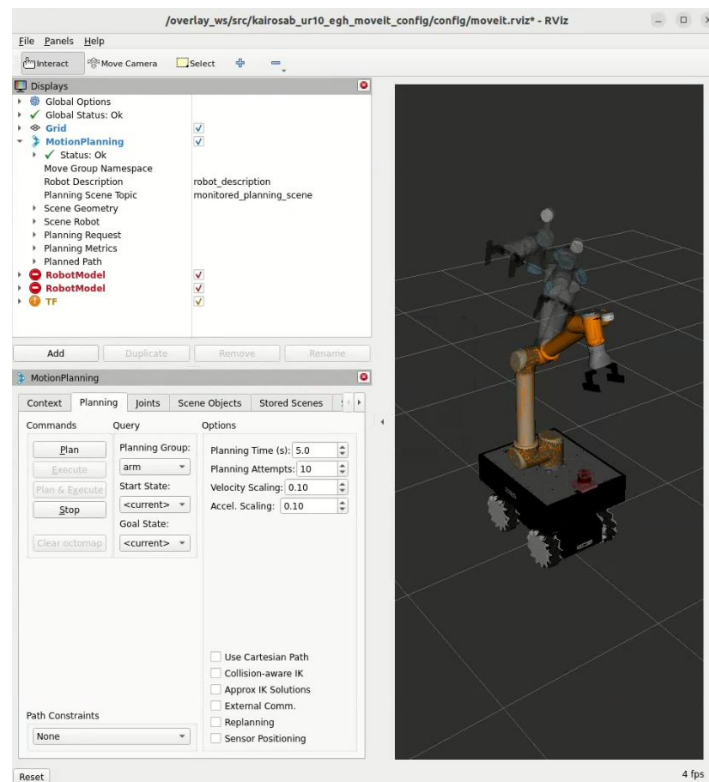 /overlay_ws/src/kairosab_ur10_egh_moveit_config/config/moveit.rviz* - RViz
File Panels Help
Interact Move Camera Select
Displays
Global Options
Global Status: Ok
Grid
MotionPlanning
Status: Ok
Move Group Namespace
Robot Description robot_description
Planning Scene Topic monitored_planning_scene
Scene Geometry
Scene Robot
Planning Request
Planning Metrics
Planned Path
RobotModel
RobotModel
TF
Add Duplicate Remove Rename
MotionPlanning
Context Planning Joints Scene Objects Stored Scenes
Commands Query Options
Plan Planning Group: Planning Time (s): 5.0
Execute arm Planning Attempts: 10
Plan & Execute Start State: Velocity Scaling: 0.10
Stop <current> Accel. Scaling: 0.10
Goal State:
Clear octomap <current>
Use Cartesian Path
Collision-aware IK
Approx IK Solutions
External Comm.
Path Constraints Replanning
None Sensor Positioning
Reset 4 fps